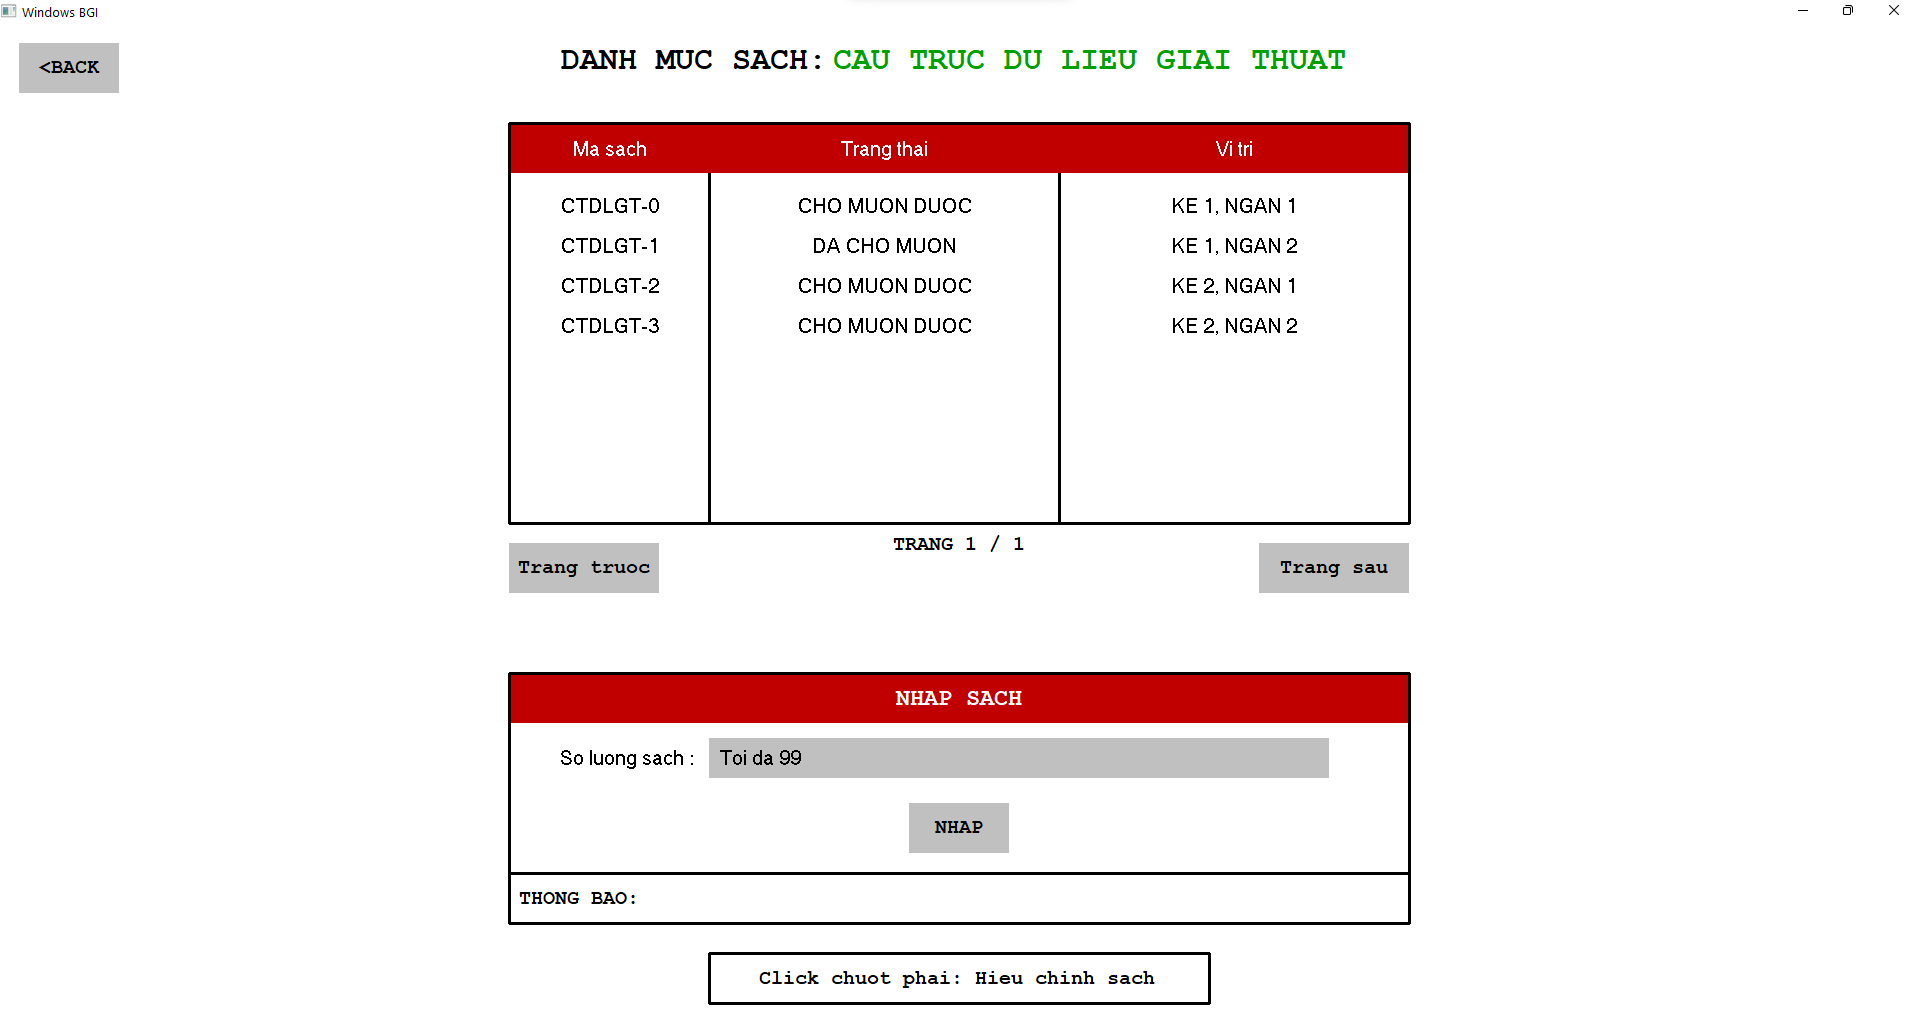 Windows BGI
<BACK
DANH MUC SACH: CAU TRUC DU LIEU GIAI THUAT
Ma sach Trang thai Vi tri
CTDLGT-0 CHO MUON DUOC KE 1, NGAN 1
CTDLGT-1 DA CHO MUON KE 1, NGAN 2
CTDLGT-2 CHO MUON DUOC KE 2, NGAN 1
CTDLGT-3 CHO MUON DUOC KE 2, NGAN 2
TRANG 1 / 1
Trang truoc Trang sau
NHAP SACH
So luong sach : Toi da 99
NHAP
THONG BAO:
Click chuot phai: Hieu chinh sach